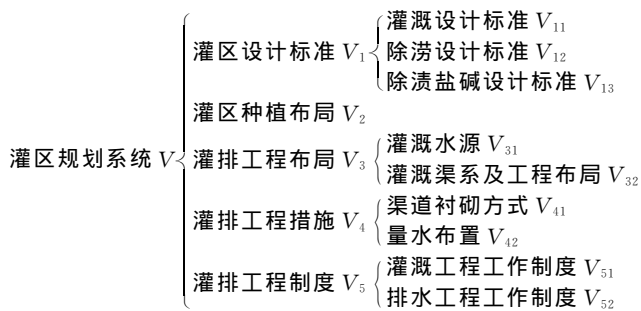 灌溉设计标准 V₁₁
灌区设计标准 V₁ 除涝设计标准 V₁₂
除渍盐碱设计标准 V₁₃
灌区种植布局 V₂
灌溉水源 V₃₁
灌区规划系统 V 灌排工程布局 V₃
灌溉渠系及工程布局 V₃₂
渠道衬砌方式 V₄₁
灌排工程措施 V₄
量水布置 V₄₂
灌溉工程工作制度 V₅₁
灌排工程制度 V₅
排水工程工作制度 V₅₂